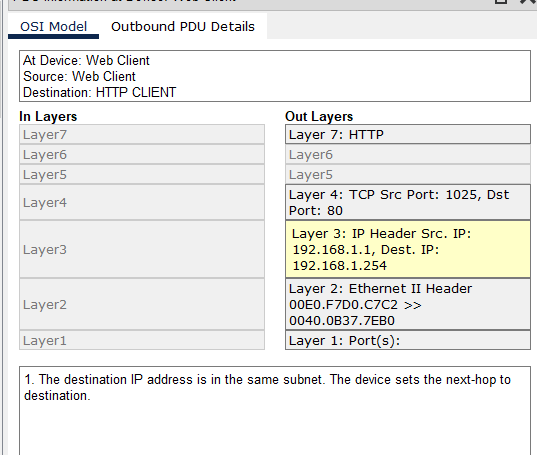 OSI Model
Outbound PDU Details
At Device: Web Client
Source: Web Client
Destination: HTTP CLIENT
In Layers
Out Layers
Layer7
Layer 7: HTTP
Layer6
Layer6
Layer5
Layer5
Layer4
Layer 4: TCP Src Port: 1025, Dst
Port: 80
Layer3
Layer 3: IP Header Src. IP:
192.168.1.1, Dest. IP:
192.168.1.254
Layer2
Layer 2: Ethernet II Header
00E0.F7D0.C7C2 >>
0040.0B37.7EB0
Layer1
Layer 1: Port(s):
1. The destination IP address is in the same subnet. The device sets the next-hop to
destination.